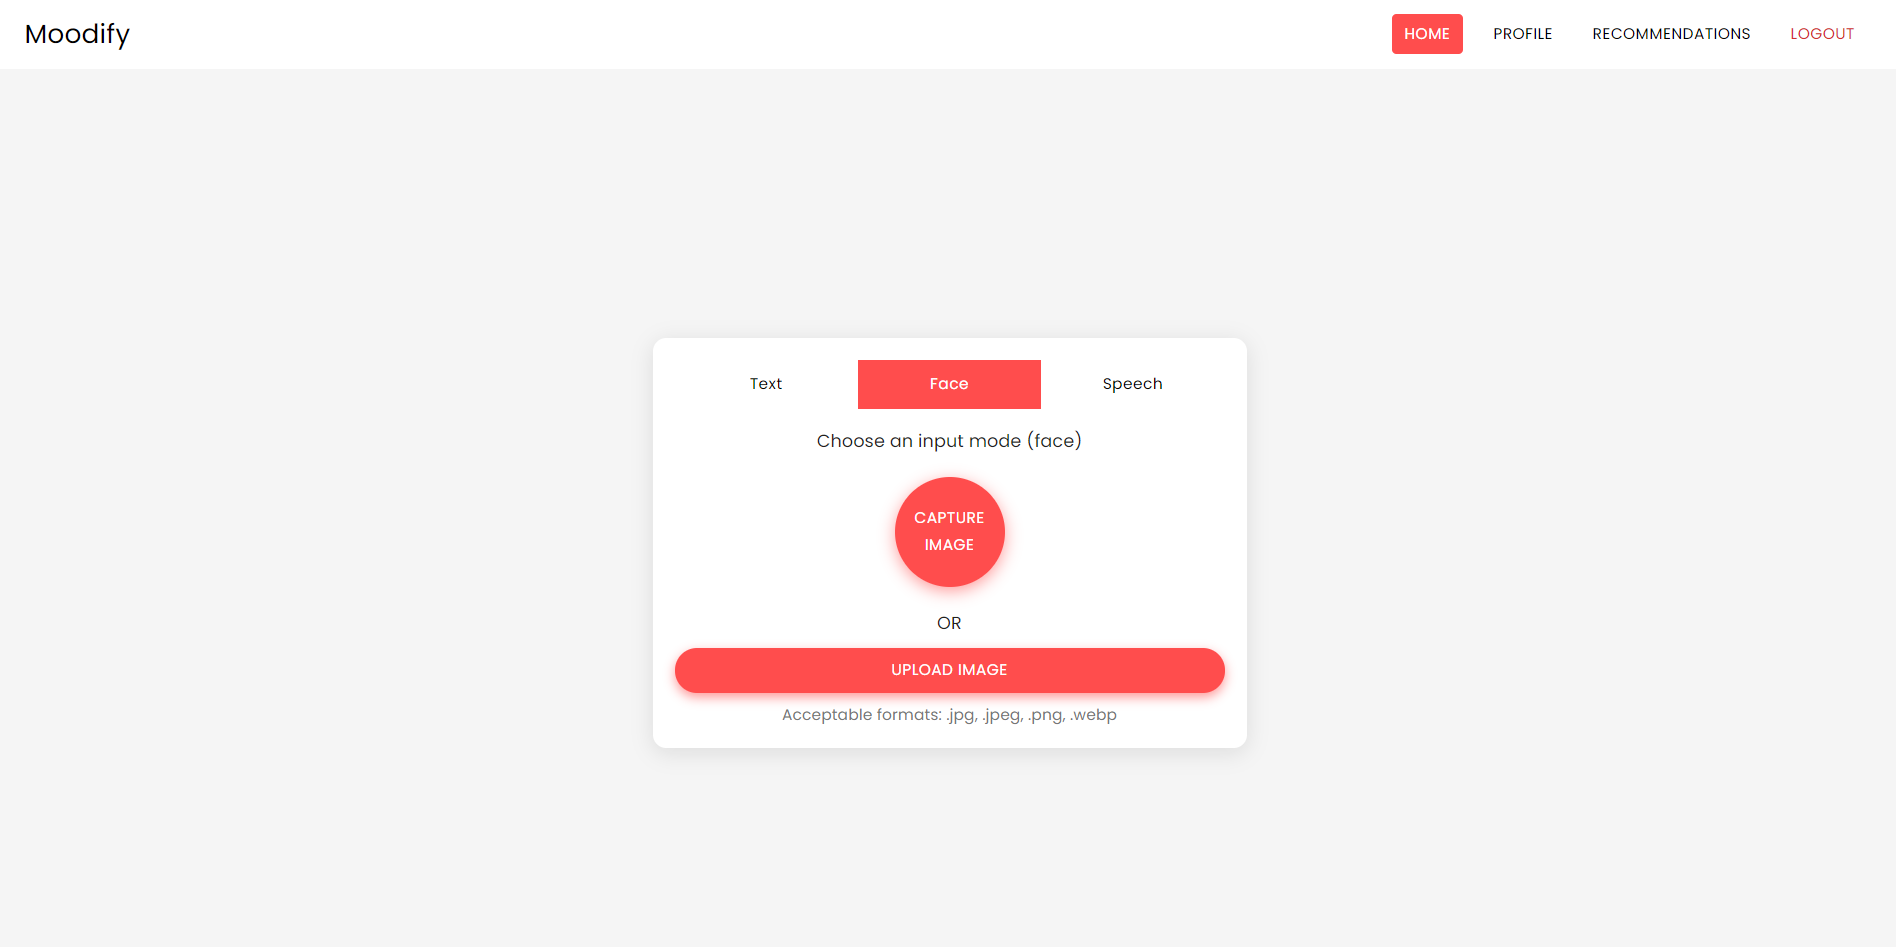 Moodify
HOME PROFILE RECOMMENDATIONS LOGOUT
Text Face Speech
Choose an input mode (face)
CAPTURE
IMAGE
OR
UPLOAD IMAGE
Acceptable formats: .jpg, .jpeg, .png, .webp